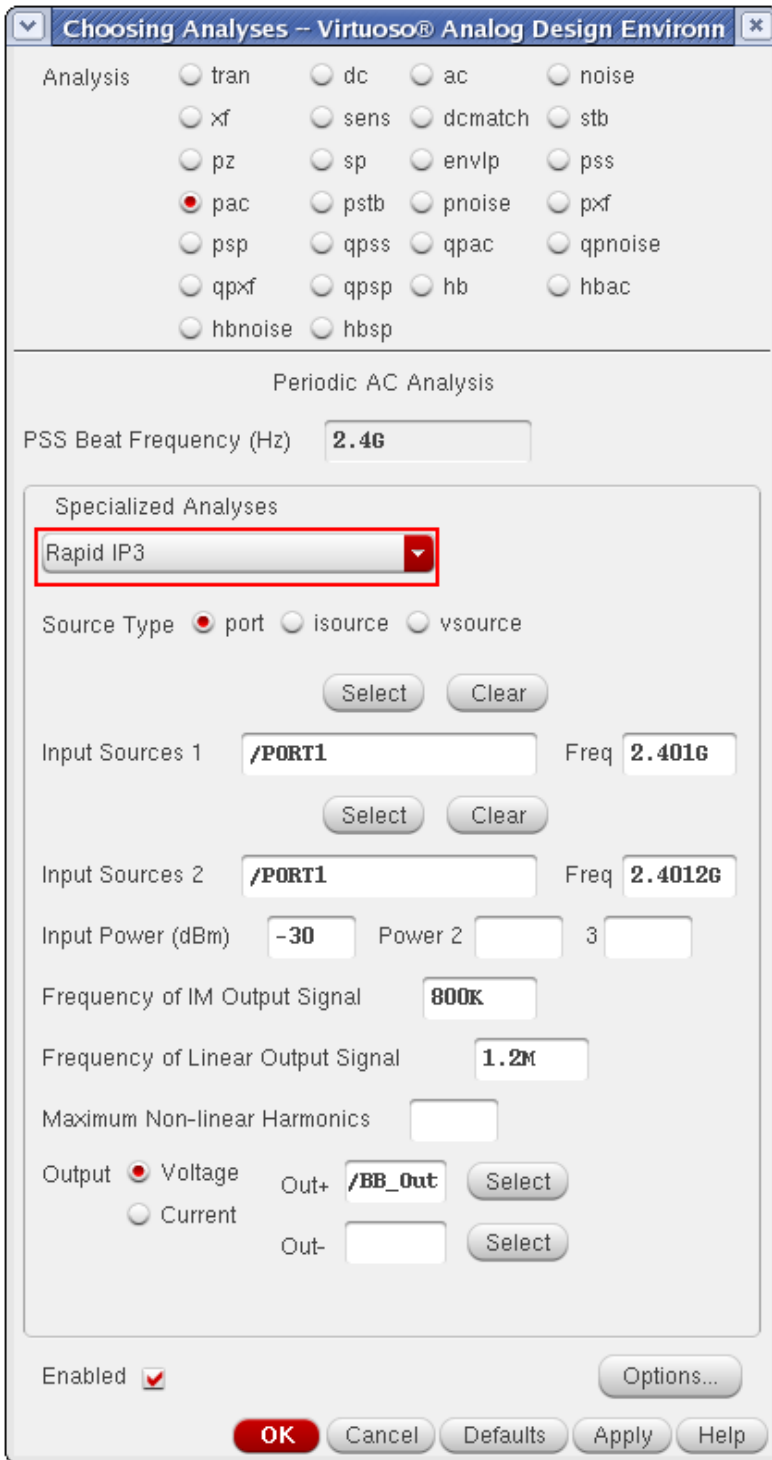 Choosing Analyses -- Virtuoso® Analog Design Environm
Analysis tran dc ac noise
xf sens dcmatch stb
pz sp envlp pss
pac pstb pnoise pxf
psp qpss qpac qpnoise
qpxf qpsp hb hbac
hbnoise hbsp
Periodic AC Analysis
PSS Beat Frequency (Hz) 2.4G
Specialized Analyses
Rapid IP3
Source Type port isource vsource
Select Clear
Input Sources 1 /PORT1 Freq 2.401G
Select Clear
Input Sources 2 /PORT1 Freq 2.4012G
Input Power (dBm) -30 Power 2 3
Frequency of IM Output Signal 800K
Frequency of Linear Output Signal 1.2M
Maximum Non-linear Harmonics
Output Voltage Out+ /BB_Out Select
Current
Out- Select
Enabled Options...
OK Cancel Defaults Apply Help